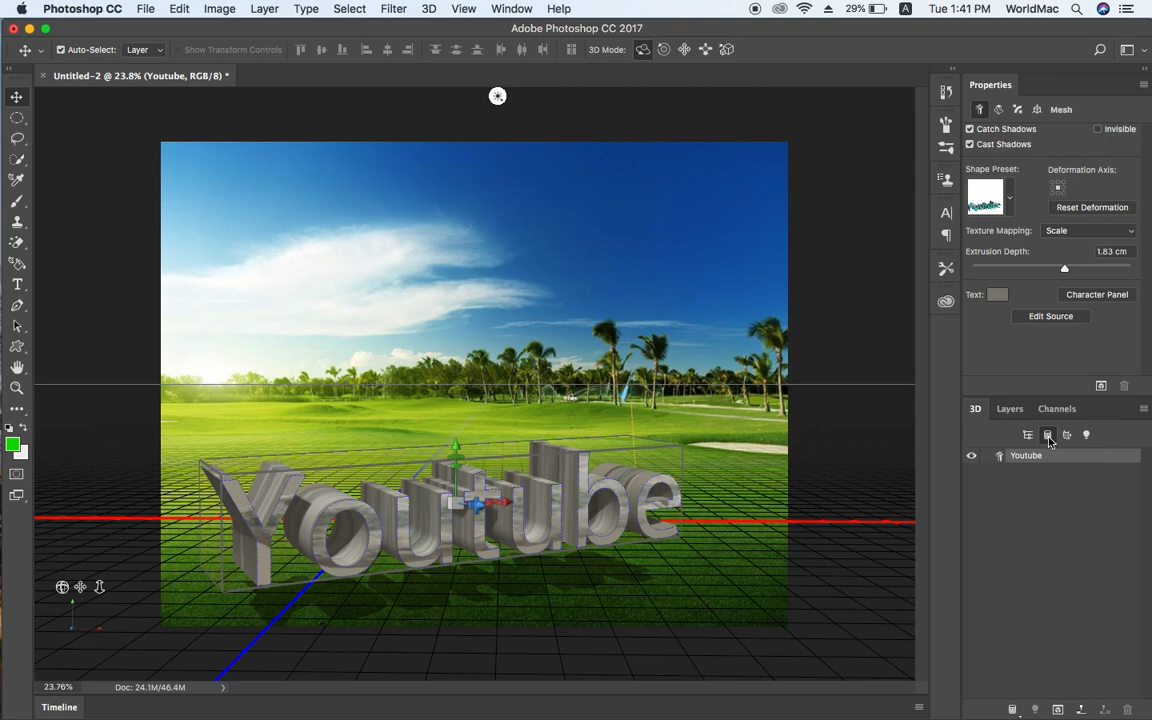 Photoshop CC File Edit Image Layer Type Select Filter 3D View Window Help 29% A Tue 1:41 PM WorldMac
Adobe Photoshop CC 2017
Auto-Select: Layer Show Transform Controls 3D Mode:
Untitled-2 @ 23.8% (Youtube, RGB/8) *
Properties
Mesh
Catch Shadows Invisible
Cast Shadows
Shape Preset: Deformation Axis:
Reset Deformation
Texture Mapping: Scale
Extrusion Depth: 1.83 cm
Text: Character Panel
Edit Source
3D Layers Channels
Youtube
Youtube
23.76% Doc: 24.1M/46.4M
Timeline